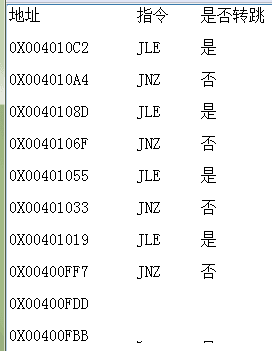 地址 指令 是否转跳
0X004010C2 JLE 是
0X004010A4 JNZ 否
0X0040108D JLE 是
0X0040106F JNZ 否
0X00401055 JLE 是
0X00401033 JNZ 否
0X00401019 JLE 是
0X00400FF7 JNZ 否
0X00400FDD
0X00400FBB